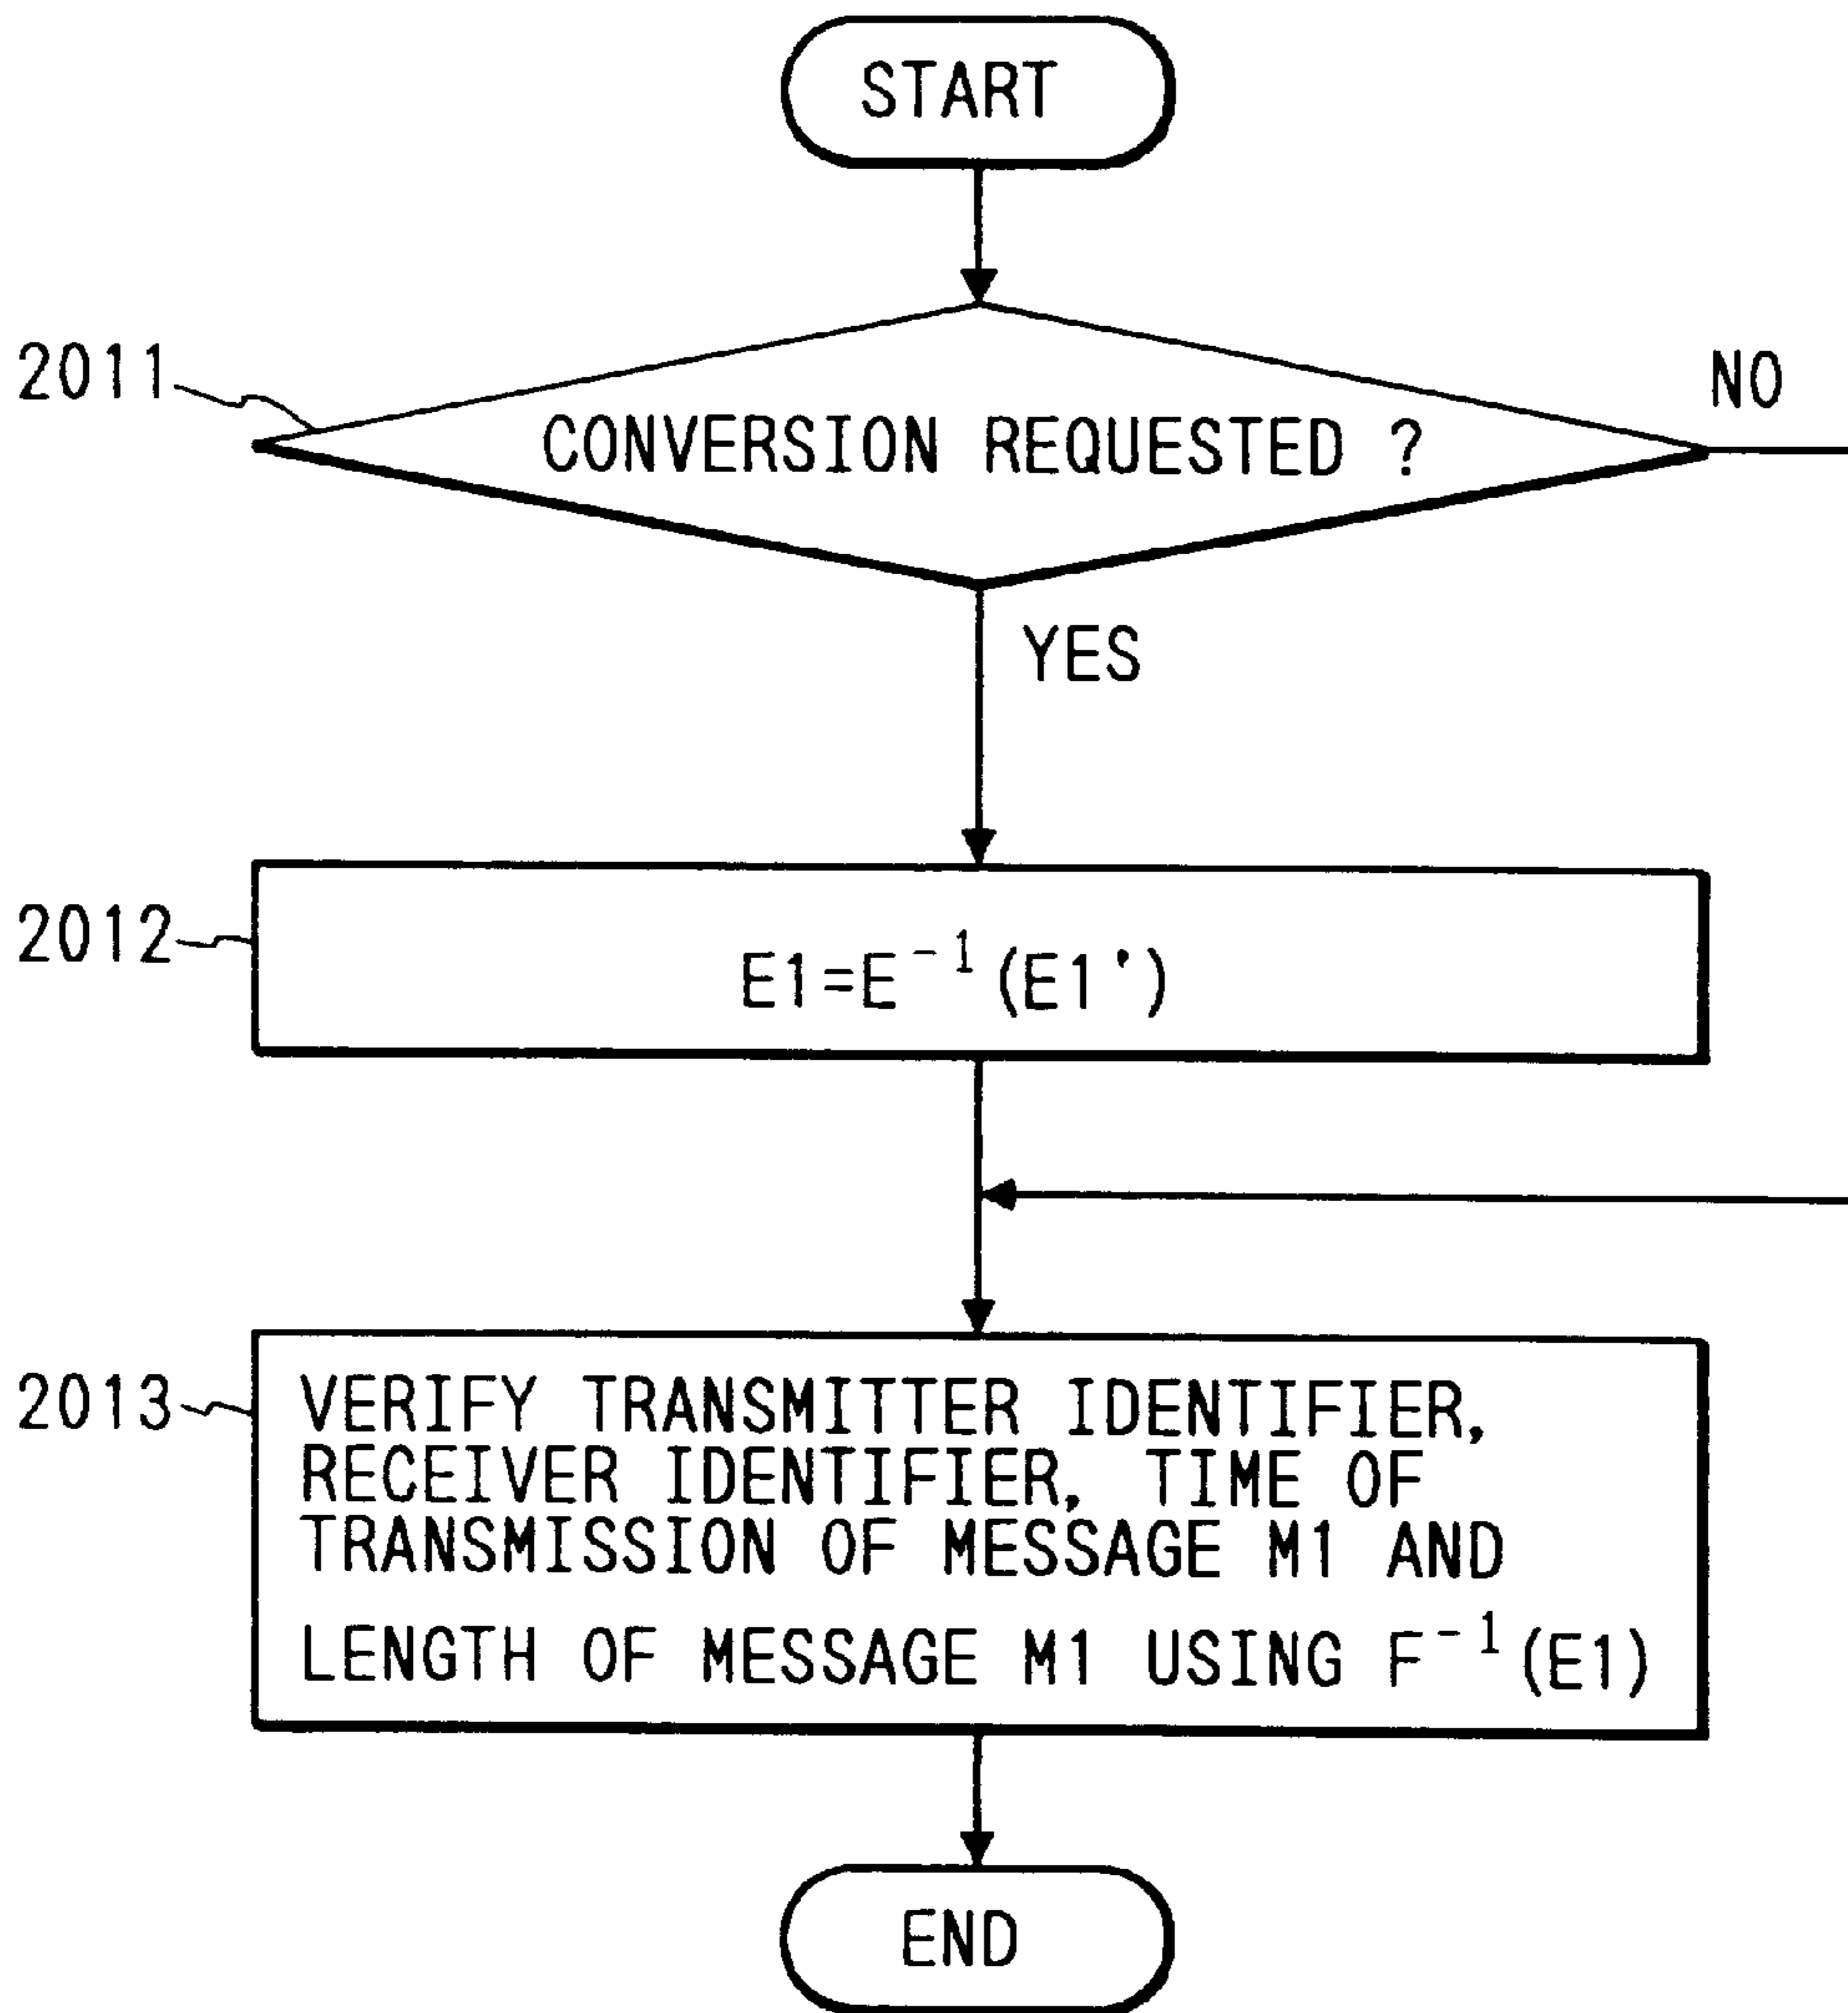 START
2011
CONVERSION REQUESTED ?
NO
YES
2012
E1=E⁻¹(E1')
2013
VERIFY TRANSMITTER IDENTIFIER,
RECEIVER IDENTIFIER, TIME OF
TRANSMISSION OF MESSAGE M1 AND
LENGTH OF MESSAGE M1 USING F⁻¹(E1)
END